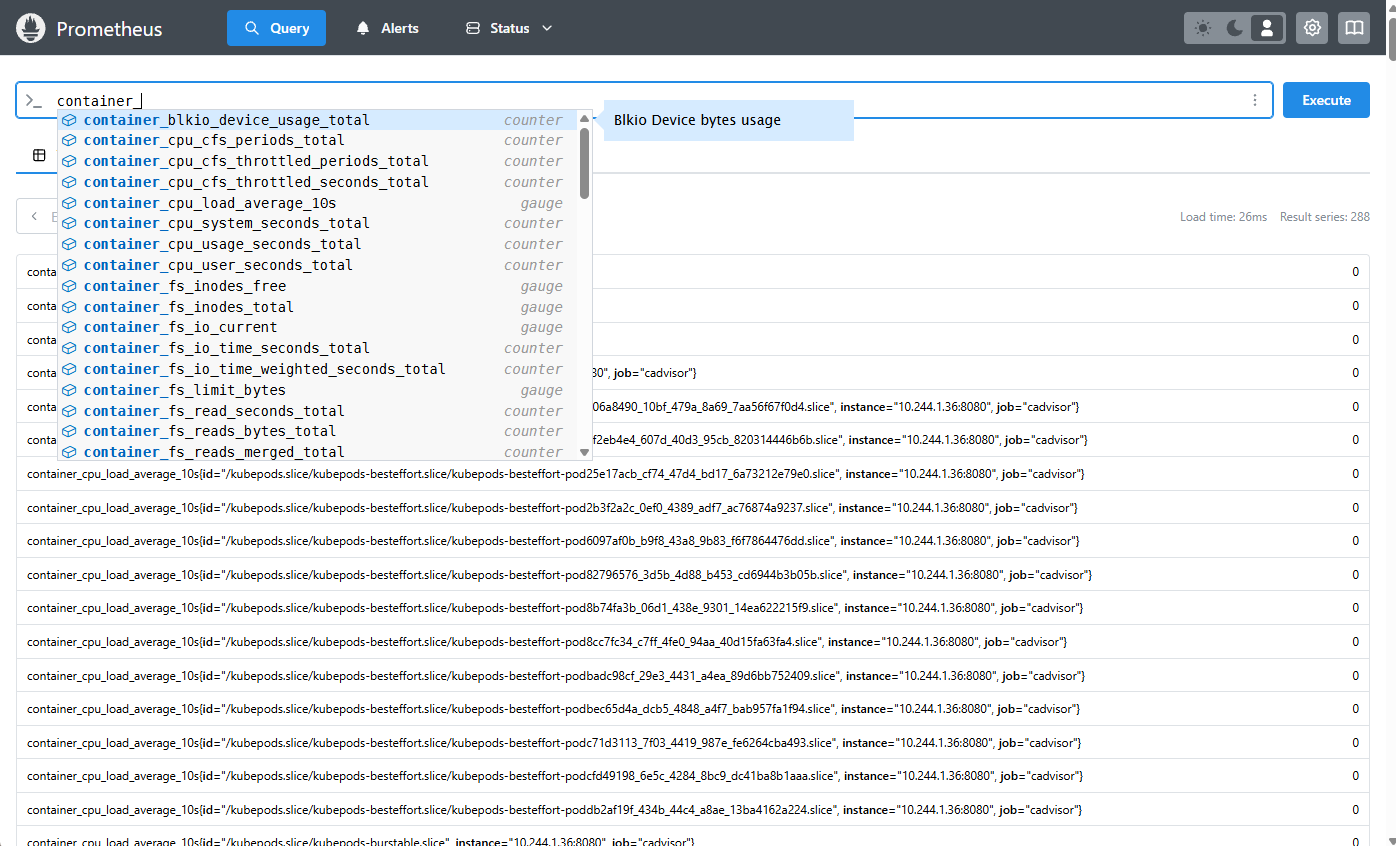 Prometheus
Query
Alerts
Status
>_ container_
Execute
container_blkio_device_usage_total counter
Blkio Device bytes usage
container_cpu_cfs_periods_total counter
container_cpu_cfs_throttled_periods_total counter
container_cpu_cfs_throttled_seconds_total counter
container_cpu_load_average_10s gauge
container_cpu_system_seconds_total counter
container_cpu_usage_seconds_total counter
container_cpu_user_seconds_total counter
container_fs_inodes_free gauge
container_fs_inodes_total gauge
container_fs_io_current gauge
container_fs_io_time_seconds_total counter
container_fs_io_time_weighted_seconds_total counter
container_fs_limit_bytes gauge
container_fs_read_seconds_total counter
container_fs_reads_bytes_total counter
container_fs_reads_merged_total counter
Load time: 26ms Result series: 288
conta 0
conta 0
conta 0
conta 80", job="cadvisor"} 0
conta 06a8490_10bf_479a_8a69_7aa56f67f0d4.slice", instance="10.244.1.36:8080", job="cadvisor"} 0
conta f2eb4e4_607d_40d3_95cb_820314446b6b.slice", instance="10.244.1.36:8080", job="cadvisor"} 0
container_cpu_load_average_10s{id="/kubepods.slice/kubepods-besteffort.slice/kubepods-besteffort-pod25e17acb_cf74_47d4_bd17_6a73212e79e0.slice", instance="10.244.1.36:8080", job="cadvisor"} 0
container_cpu_load_average_10s{id="/kubepods.slice/kubepods-besteffort.slice/kubepods-besteffort-pod2b3f2a2c_0ef0_4389_adf7_ac76874a9237.slice", instance="10.244.1.36:8080", job="cadvisor"} 0
container_cpu_load_average_10s{id="/kubepods.slice/kubepods-besteffort.slice/kubepods-besteffort-pod6097af0b_b9f8_43a8_9b83_f6f7864476dd.slice", instance="10.244.1.36:8080", job="cadvisor"} 0
container_cpu_load_average_10s{id="/kubepods.slice/kubepods-besteffort.slice/kubepods-besteffort-pod82796576_3d5b_4d88_b453_cd6944b3b05b.slice", instance="10.244.1.36:8080", job="cadvisor"} 0
container_cpu_load_average_10s{id="/kubepods.slice/kubepods-besteffort.slice/kubepods-besteffort-pod8b74fa3b_06d1_438e_9301_14ea622215f9.slice", instance="10.244.1.36:8080", job="cadvisor"} 0
container_cpu_load_average_10s{id="/kubepods.slice/kubepods-besteffort.slice/kubepods-besteffort-pod8cc7fc34_c7ff_4fe0_94aa_40d15fa63fa4.slice", instance="10.244.1.36:8080", job="cadvisor"} 0
container_cpu_load_average_10s{id="/kubepods.slice/kubepods-besteffort.slice/kubepods-besteffort-podbadc98cf_29e3_4431_a4ea_89d6bb752409.slice", instance="10.244.1.36:8080", job="cadvisor"} 0
container_cpu_load_average_10s{id="/kubepods.slice/kubepods-besteffort.slice/kubepods-besteffort-podbec65d4a_dcb5_4848_a4f7_bab957fa1f94.slice", instance="10.244.1.36:8080", job="cadvisor"} 0
container_cpu_load_average_10s{id="/kubepods.slice/kubepods-besteffort.slice/kubepods-besteffort-podc71d3113_7f03_4419_987e_fe6264cba493.slice", instance="10.244.1.36:8080", job="cadvisor"} 0
container_cpu_load_average_10s{id="/kubepods.slice/kubepods-besteffort.slice/kubepods-besteffort-podcfd49198_6e5c_4284_8bc9_dc41ba8b1aaa.slice", instance="10.244.1.36:8080", job="cadvisor"} 0
container_cpu_load_average_10s{id="/kubepods.slice/kubepods-besteffort.slice/kubepods-besteffort-poddb2af19f_434b_44c4_a8ae_13ba4162a224.slice", instance="10.244.1.36:8080", job="cadvisor"} 0
container_cpu_load_average_10s{id="/kubepods.slice/kubepods-burstable.slice", instance="10.244.1.36:8080", job="cadvisor"} 0